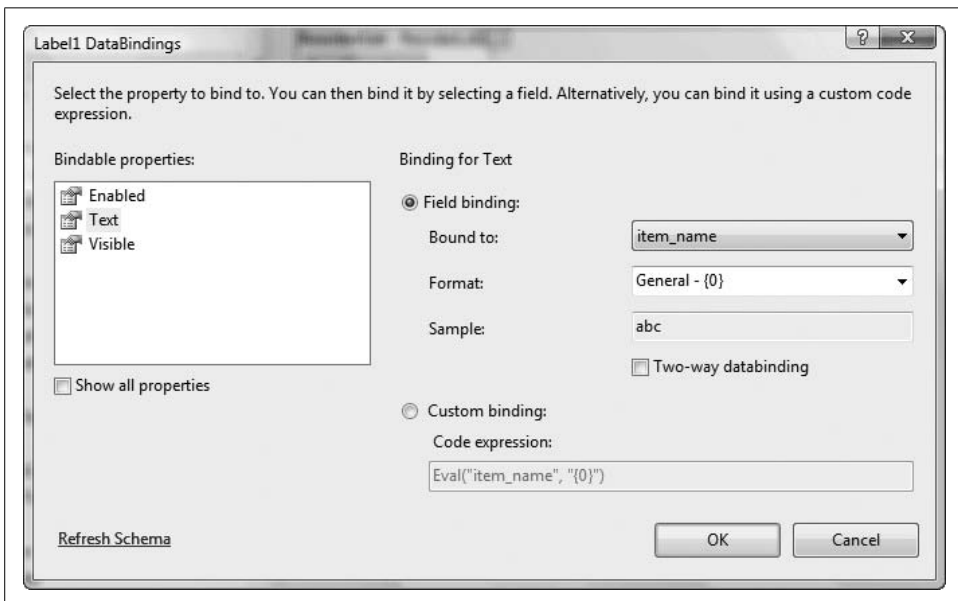 Label1 DataBindings
Select the property to bind to. You can then bind it by selecting a field. Alternatively, you can bind it using a custom code
expression.
Bindable properties:
Enabled
Text
Visible
Show all properties
Binding for Text
Field binding:
Bound to:
item_name
Format:
General - {0}
Sample:
abc
Two-way databinding
Custom binding:
Code expression:
Eval("item_name", "{0}")
Refresh Schema
OK
Cancel